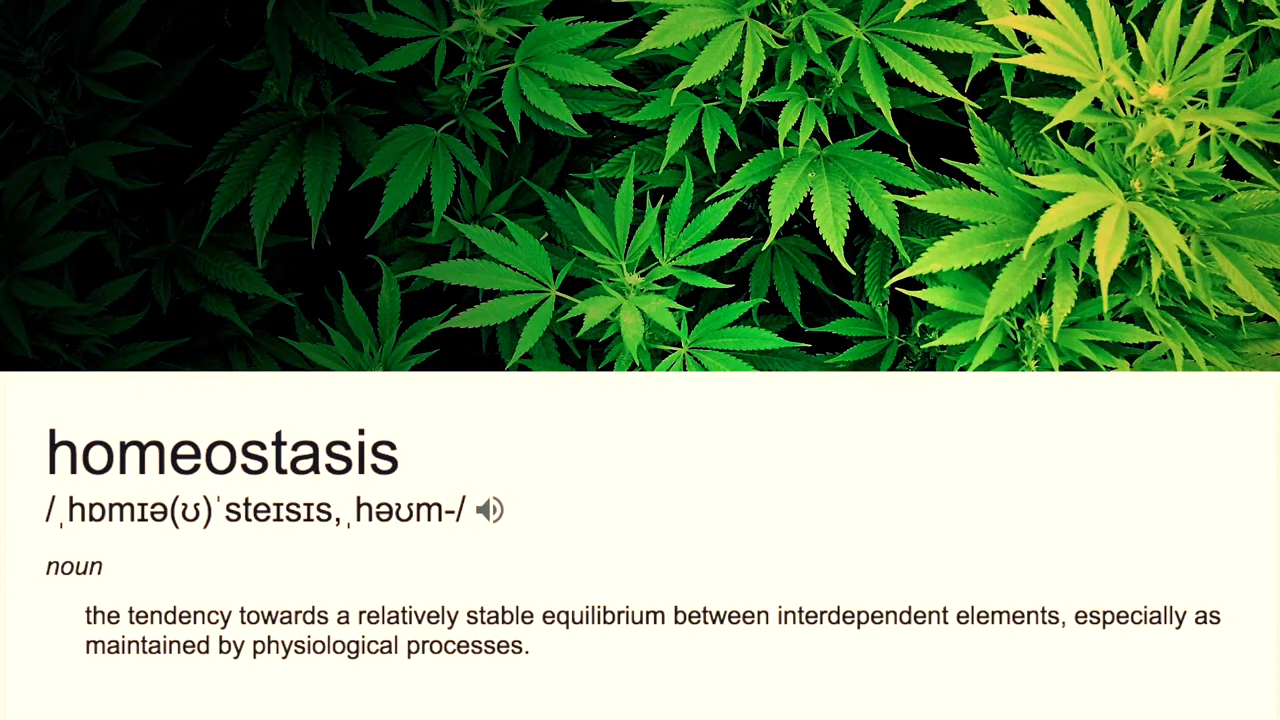 homeostasis
/ˌhɒmɪə(ʊ)ˈsteɪsɪs,ˌhəʊm-/
noun
the tendency towards a relatively stable equilibrium between interdependent elements, especially as
maintained by physiological processes.